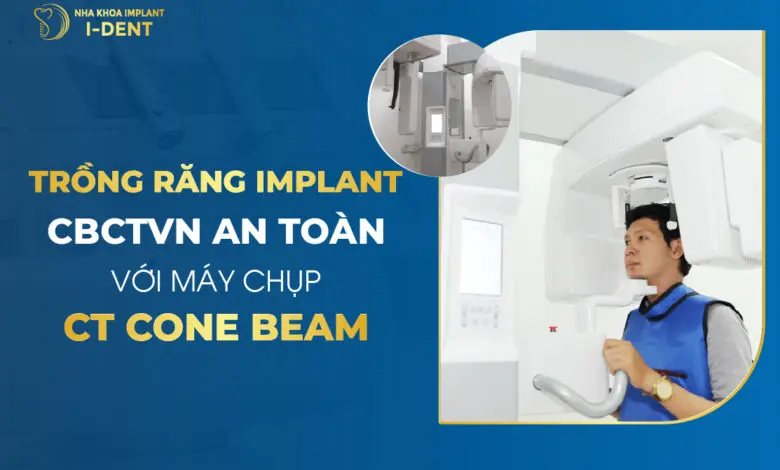 NHA KHOA IMPLANT
I-DENT
TRỒNG RĂNG IMPLANT
CBCTVN AN TOÀN
VỚI MÁY CHỤP
CT CONE BEAM